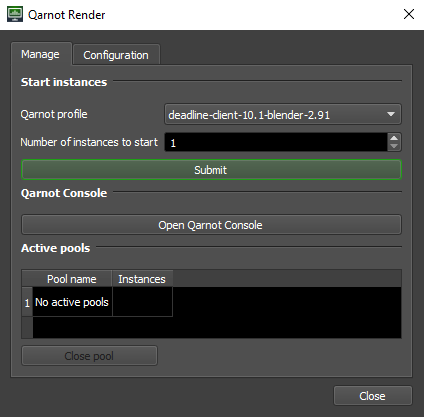 Qarnot Render
Manage Configuration
Start instances
Qarnot profile deadline-client-10.1-blender-2.91
Number of instances to start 1
Submit
Qarnot Console
Open Qarnot Console
Active pools
Pool name Instances
1 No active pools
Close pool
Close